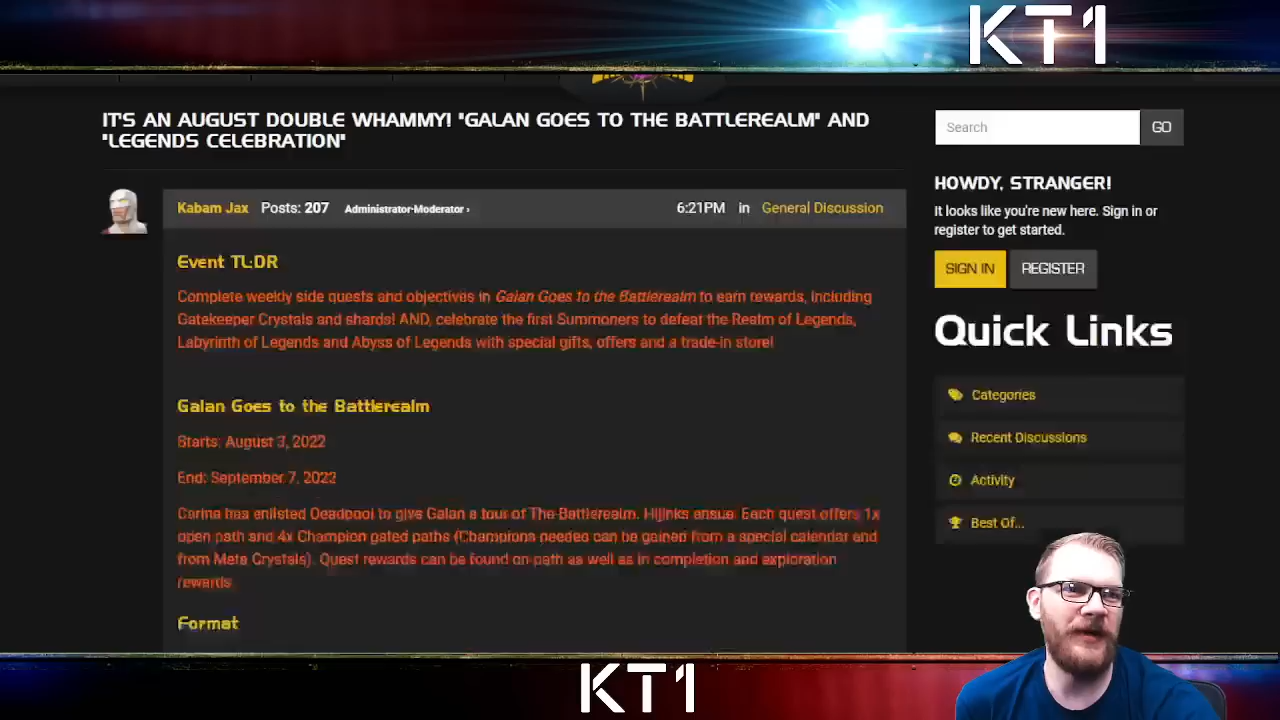 KT1
IT'S AN AUGUST DOUBLE WHAMMY! "GALAN GOES TO THE BATTLEREALM" AND
"LEGENDS CELEBRATION"
Search
GO
Kabam Jax Posts: 207 Administrator·Moderator ›
6:21PM in General Discussion
HOWDY, STRANGER!
It looks like you're new here. Sign in or
register to get started.
SIGN IN
REGISTER
Event TL:DR
Complete weekly side quests and objectives in Galan Goes to the Battlerealm to earn rewards, including
Gatekeeper Crystals and shards! AND, celebrate the first Summoners to defeat the Realm of Legends,
Labyrinth of Legends and Abyss of Legends with special gifts, offers and a trade-in store!
Quick Links
Categories
Recent Discussions
Activity
Best Of...
Galan Goes to the Battlerealm
Starts: August 3, 2022
End: September 7, 2022
Carina has enlisted Deadpool to give Galan a tour of The Battlerealm. Hijinks ensue. Each quest offers 1x
open path and 4x Champion gated paths (Champions needes can be gained from a special calendar and
from Meta Crystals). Quest rewards can be found on path as well as in completion and exploration
rewards
Format
KT1